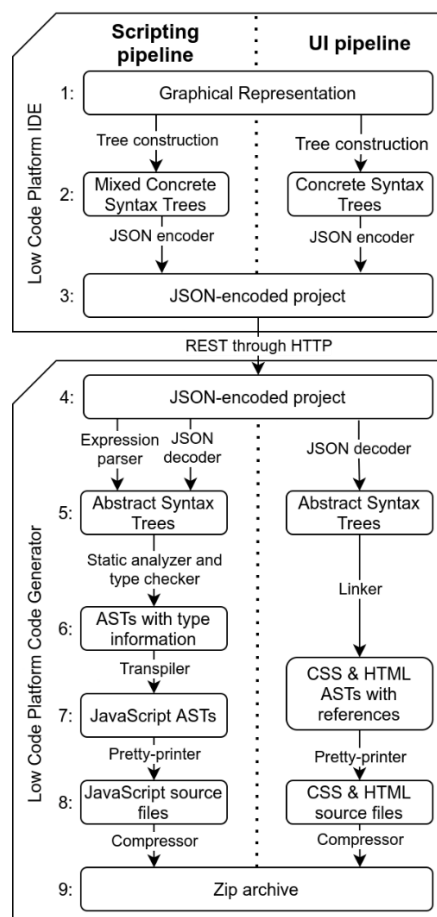 Scripting
pipeline
UI pipeline
Low Code Platform IDE
1:
Graphical Representation
Tree construction
Tree construction
2:
Mixed Concrete
Syntax Trees
Concrete Syntax
Trees
JSON encoder
JSON encoder
3:
JSON-encoded project
REST through HTTP
Low Code Platform Code Generator
4:
JSON-encoded project
Expression
parser
JSON
decoder
JSON decoder
5:
Abstract Syntax
Trees
Abstract Syntax
Trees
Static analyzer and
type checker
Linker
6:
ASTs with type
information
Transpiler
7:
JavaScript ASTs
CSS & HTML
ASTs with
references
Pretty-printer
Pretty-printer
8:
JavaScript source
files
CSS & HTML
source files
Compressor
Compressor
9:
Zip archive